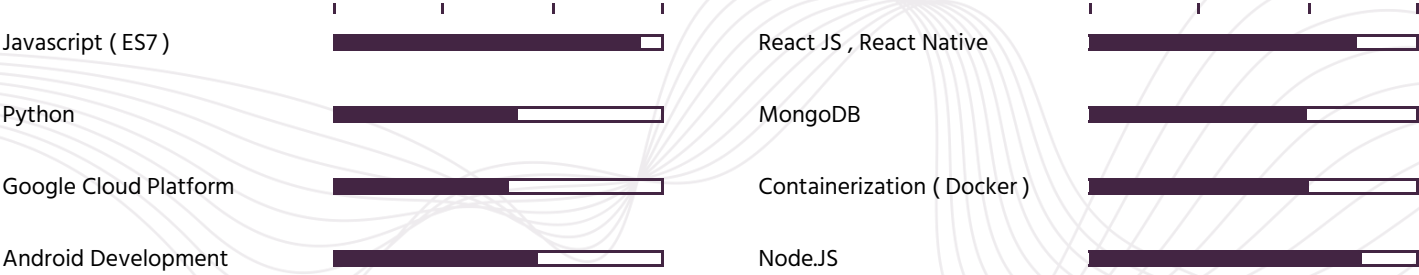 Javascript ( ES7 )
Python
Google Cloud Platform
Android Development
React JS , React Native
MongoDB
Containerization ( Docker )
Node.JS